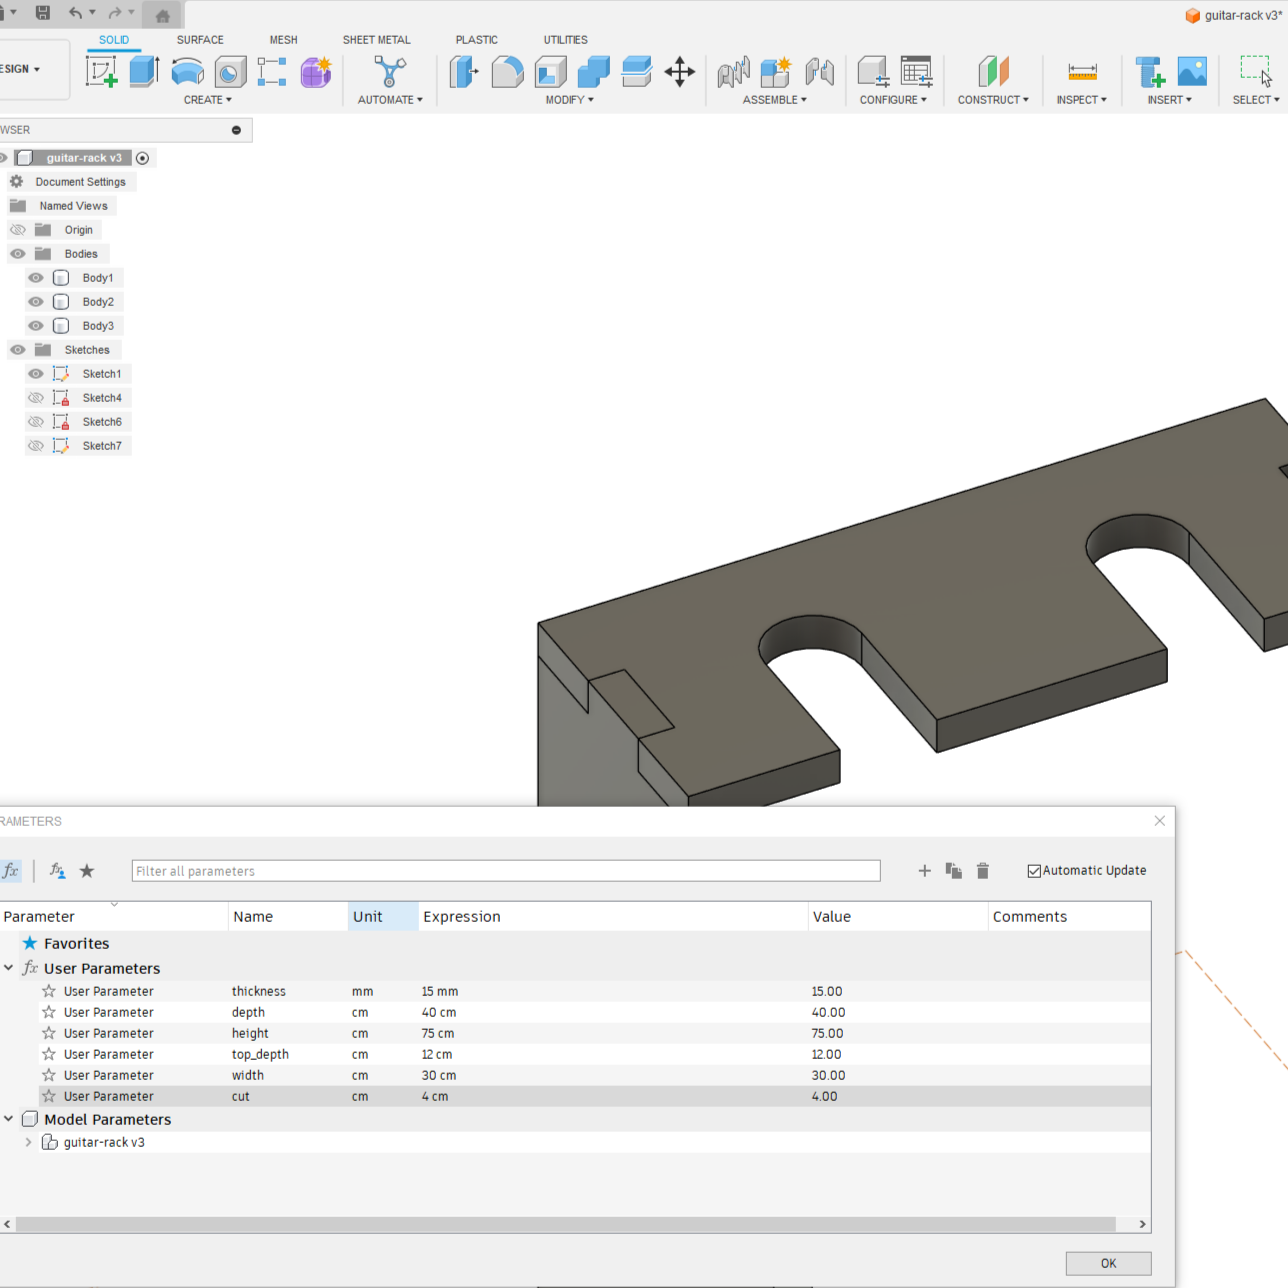 guitar-rack v3*
SOLID SURFACE MESH SHEET METAL PLASTIC UTILITIES
ESIGN
CREATE AUTOMATE MODIFY ASSEMBLE CONFIGURE CONSTRUCT INSPECT INSERT SELECT
WSER
guitar-rack v3
Document Settings
Named Views
Origin
Bodies
Body1
Body2
Body3
Sketches
Sketch1
Sketch4
Sketch6
Sketch7
RAMETERS
fx fx Filter all parameters Automatic Update
Parameter Name Unit Expression Value Comments
Favorites
fx User Parameters
User Parameter thickness mm 15 mm 15.00
User Parameter depth cm 40 cm 40.00
User Parameter height cm 75 cm 75.00
User Parameter top_depth cm 12 cm 12.00
User Parameter width cm 30 cm 30.00
User Parameter cut cm 4 cm 4.00
Model Parameters
guitar-rack v3
OK